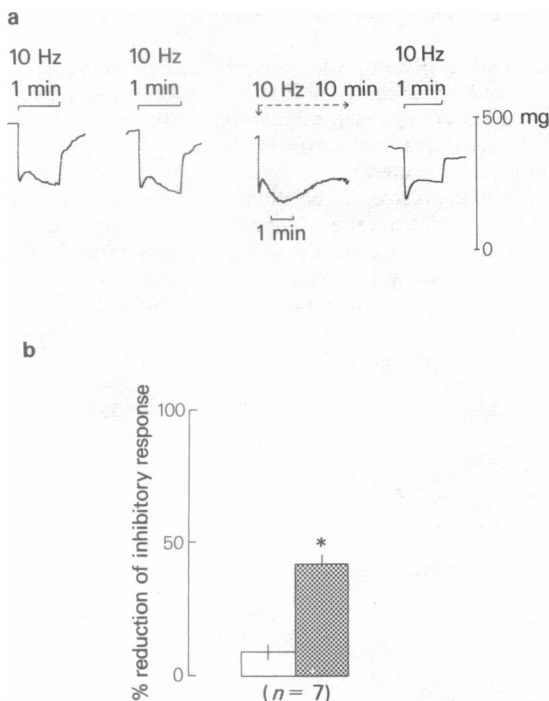 a
10 Hz 10 Hz 10 Hz 10 min 10 Hz
1 min 1 min 1 min
500 mg
1 min
0
b
% reduction of inhibitory response
100
50
*
0
(n = 7)